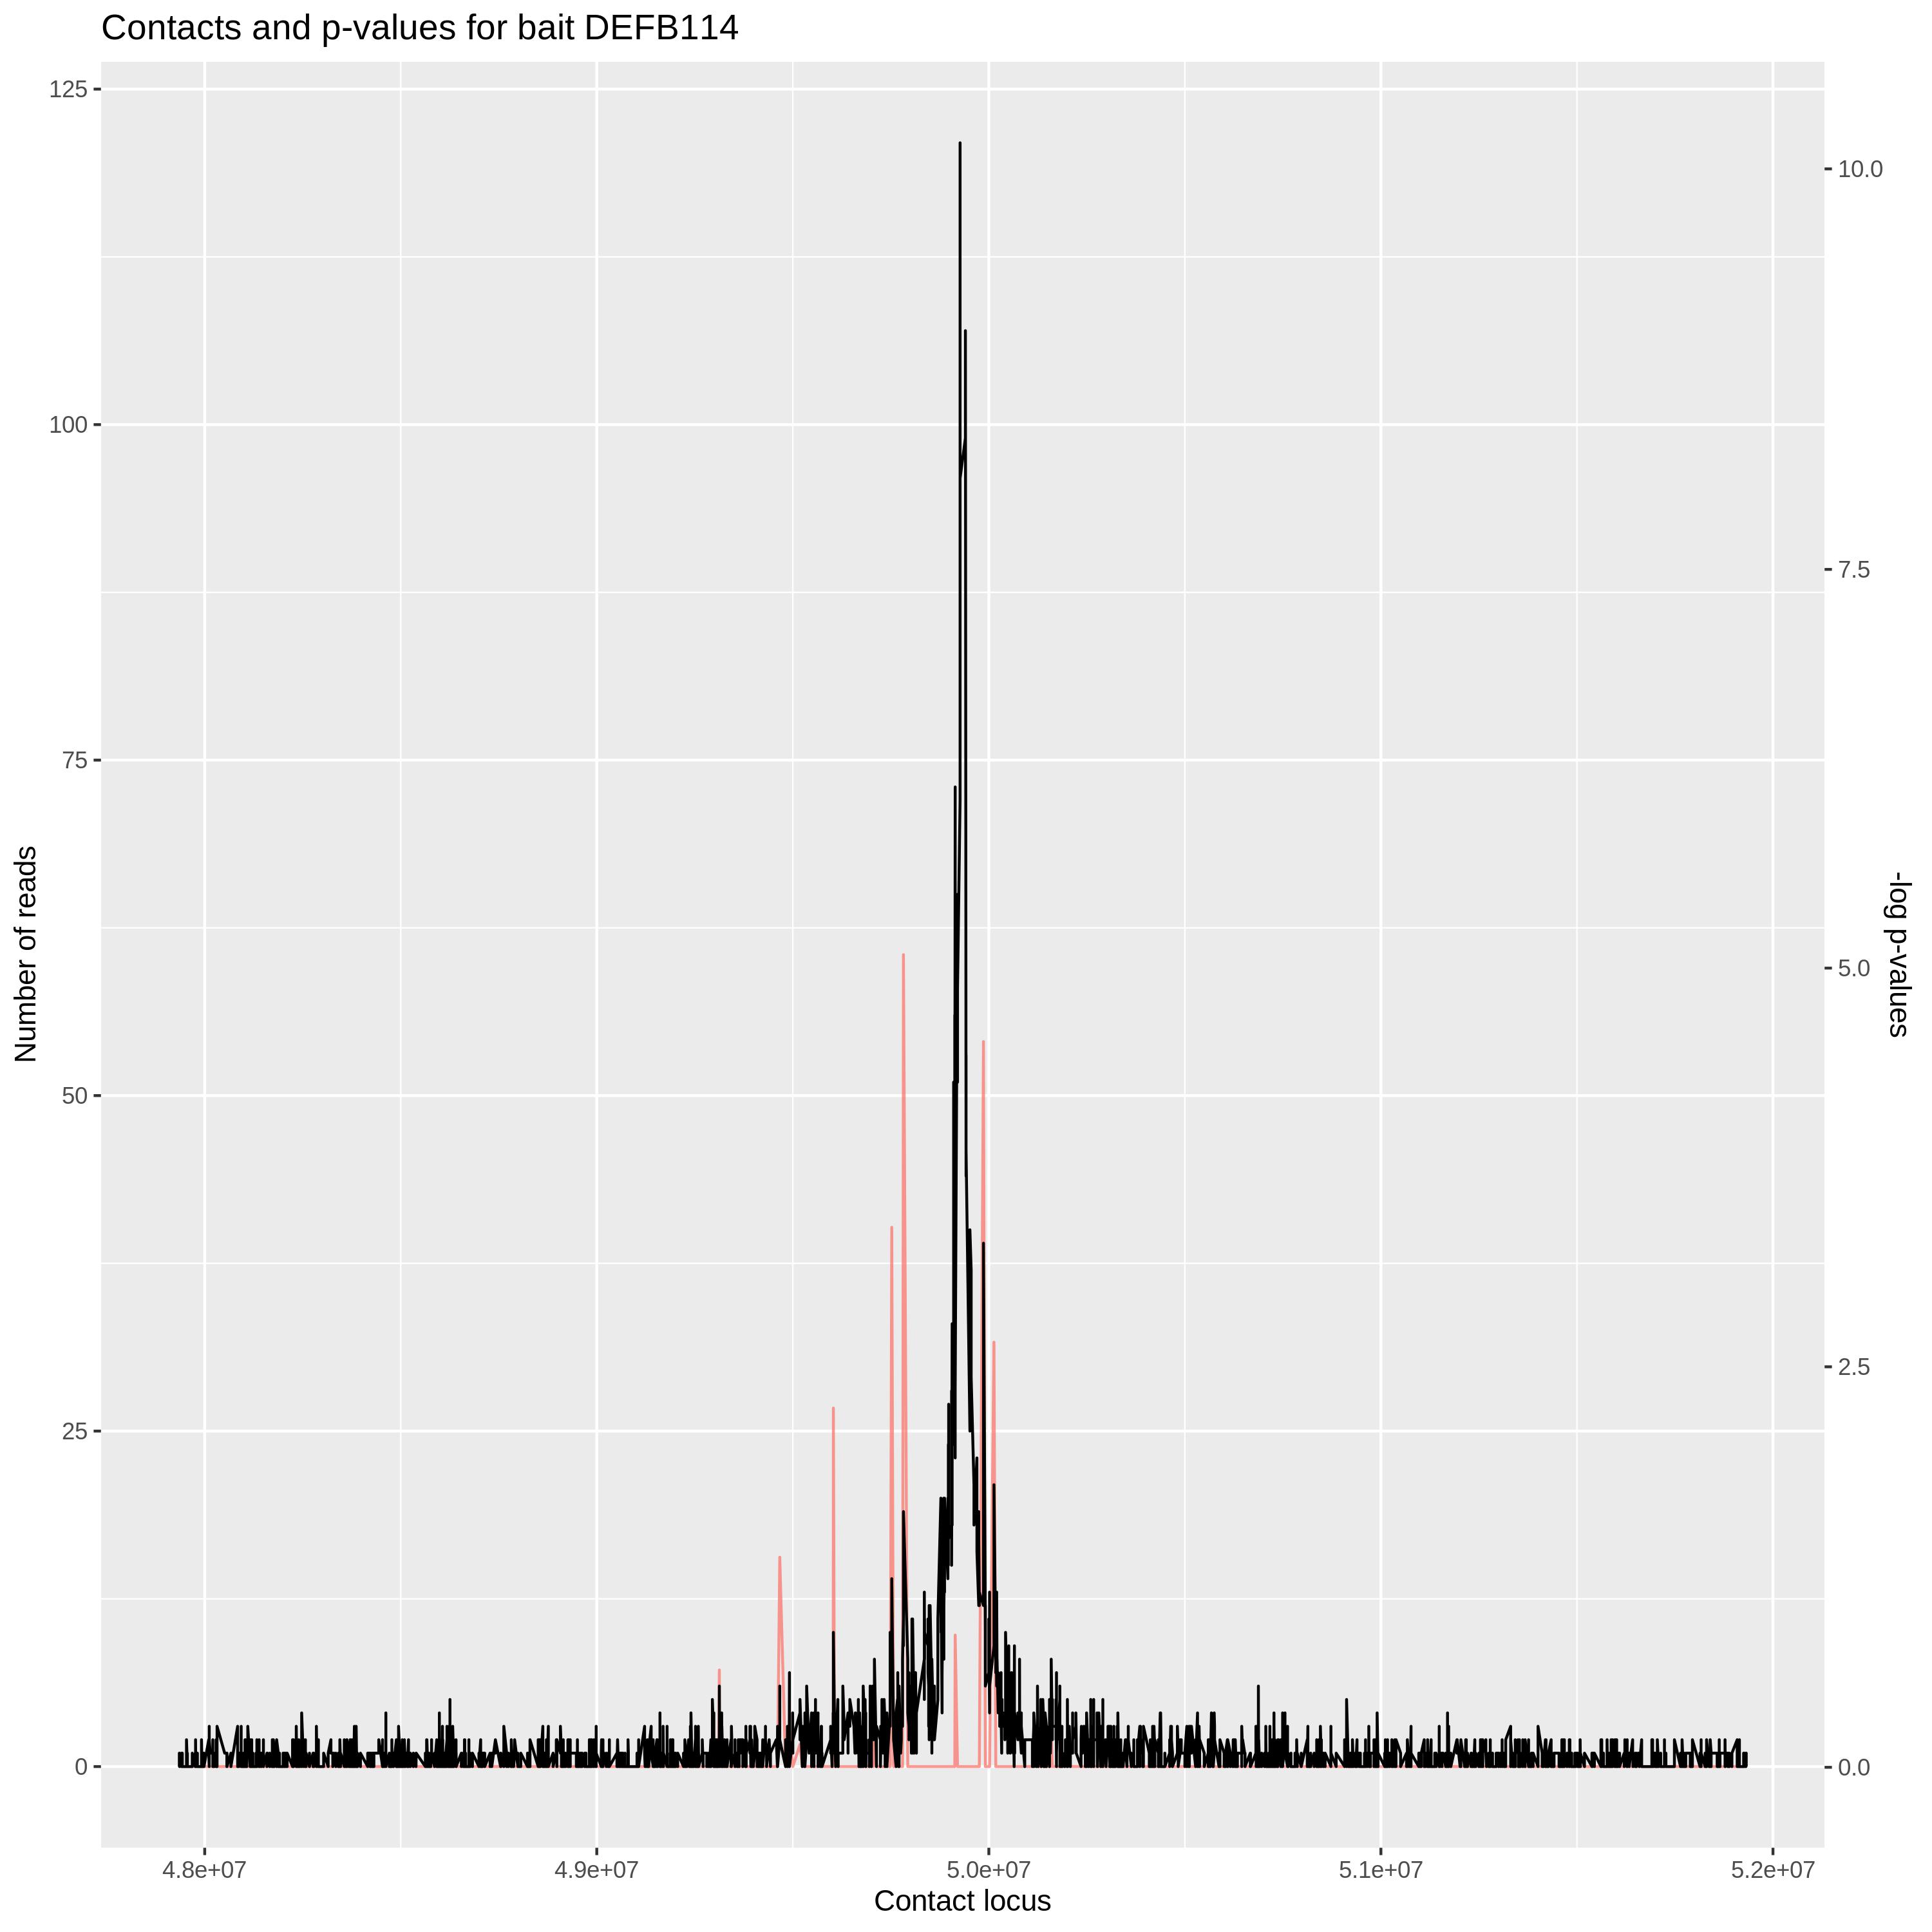 Contacts and p-values for bait DEFB114
125
100
75
50
25
0
Number of reads
10.0
7.5
5.0
2.5
0.0
-log p-values
4.8e+07
4.9e+07
5.0e+07
5.1e+07
5.2e+07
Contact locus